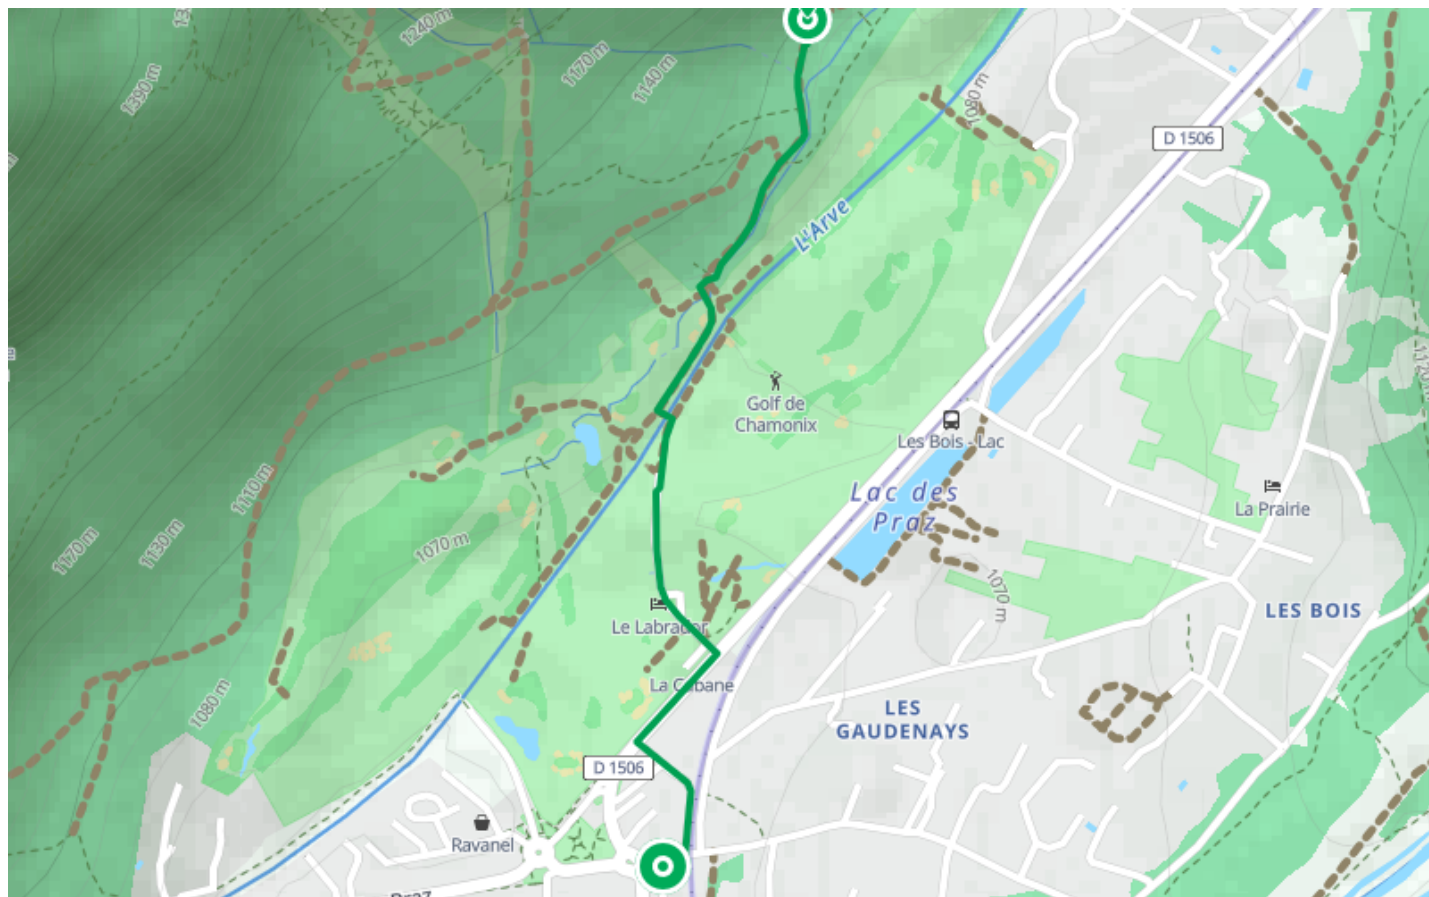 1240 m
1170 m
1390 m
1140 m
1080 m
D 1506
L'Arve
Golf de
Chamonix
Les Bois - Lac
Lac des
Praz
La Prairie
1110 m
1170 m
1130 m
1070 m
1070 m
Le Labrador
LES BOIS
La Cabane
1080 m
LES
GAUDENAYS
D 1506
Ravanel